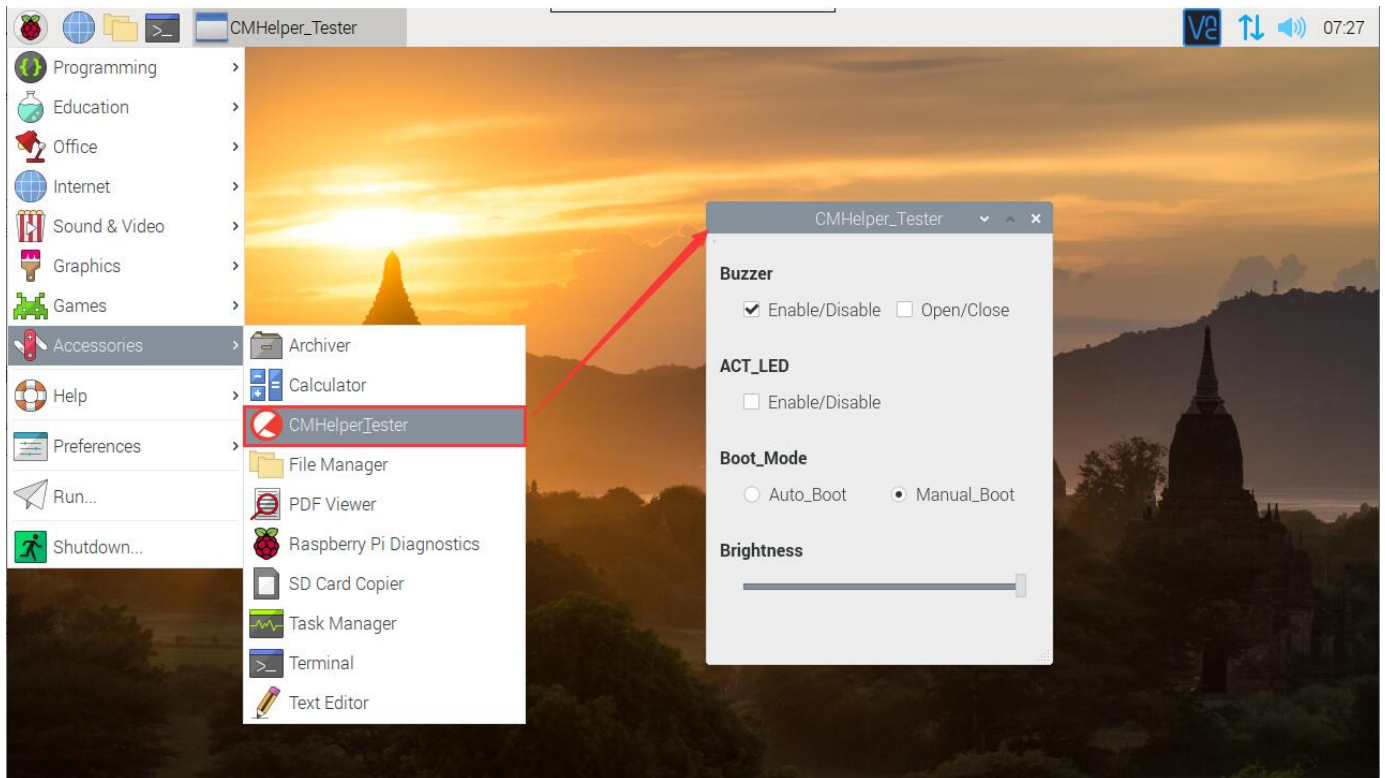 CMHelper_Tester
07:27
Programming
Education
Office
Internet
Sound & Video
Graphics
Games
Accessories
Help
Preferences
Run...
Shutdown...
Archiver
Calculator
CMHelperTester
File Manager
PDF Viewer
Raspberry Pi Diagnostics
SD Card Copier
Task Manager
Terminal
Text Editor
CMHelper_Tester
Buzzer
Enable/Disable Open/Close
ACT_LED
Enable/Disable
Boot_Mode
Auto_Boot Manual_Boot
Brightness